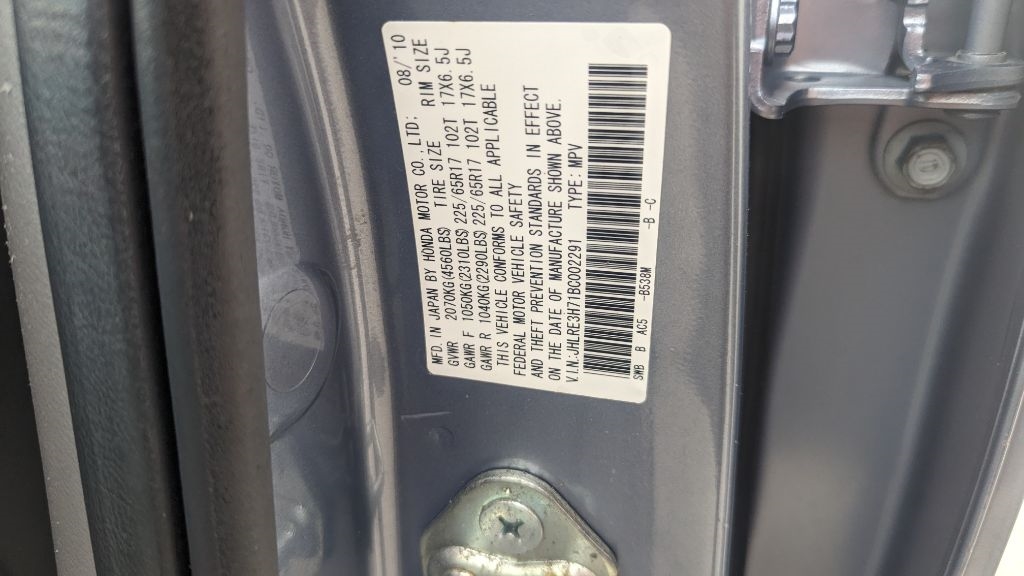 MFD. IN JAPAN BY HONDA MOTOR CO., LTD: 08/'10
GVWR 2070KG(4560LBS) TIRE SIZE RIM SIZE
GAWR F 1050KG(2310LBS) 225/65R17 102T 17X6.5J
GAWR R 1040KG(2290LBS) 225/65R17 102T 17X6.5J
THIS VEHICLE CONFORMS TO ALL APPLICABLE
FEDERAL MOTOR VEHICLE SAFETY
AND THEFT PREVENTION STANDARDS IN EFFECT
ON THE DATE OF MANUFACTURE SHOWN ABOVE.
V.I.N.:JHLRE3H71BC002291 TYPE: MPV
SWB B AG5 -B538M -B -C